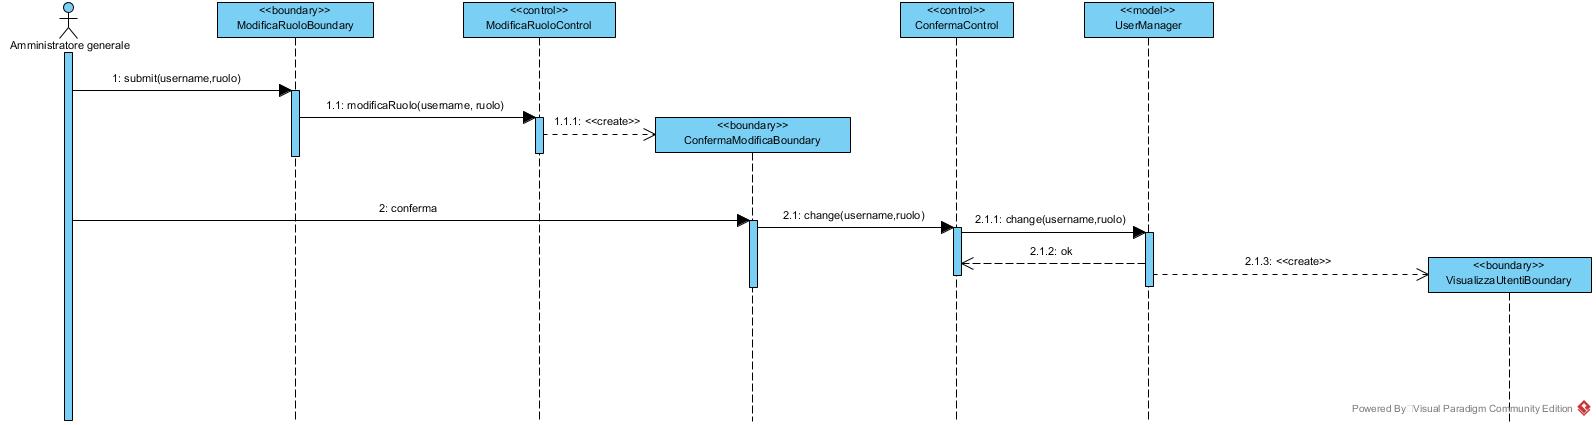 <<boundary>>
ModificaRuoloBoundary
<<control>>
ModificaRuoloControl
<<control>>
ConfermaControl
<<model>>
UserManager
Amministratore generale
1: submit(username,ruolo)
1.1: modificaRuolo(username, ruolo)
1.1.1: <<create>>
<<boundary>>
ConfermaModificaBoundary
2: conferma
2.1: change(username,ruolo)
2.1.1: change(username,ruolo)
2.1.2: ok
2.1.3: <<create>>
<<boundary>>
VisualizzaUtentiBoundary
Powered By Visual Paradigm Community Edition